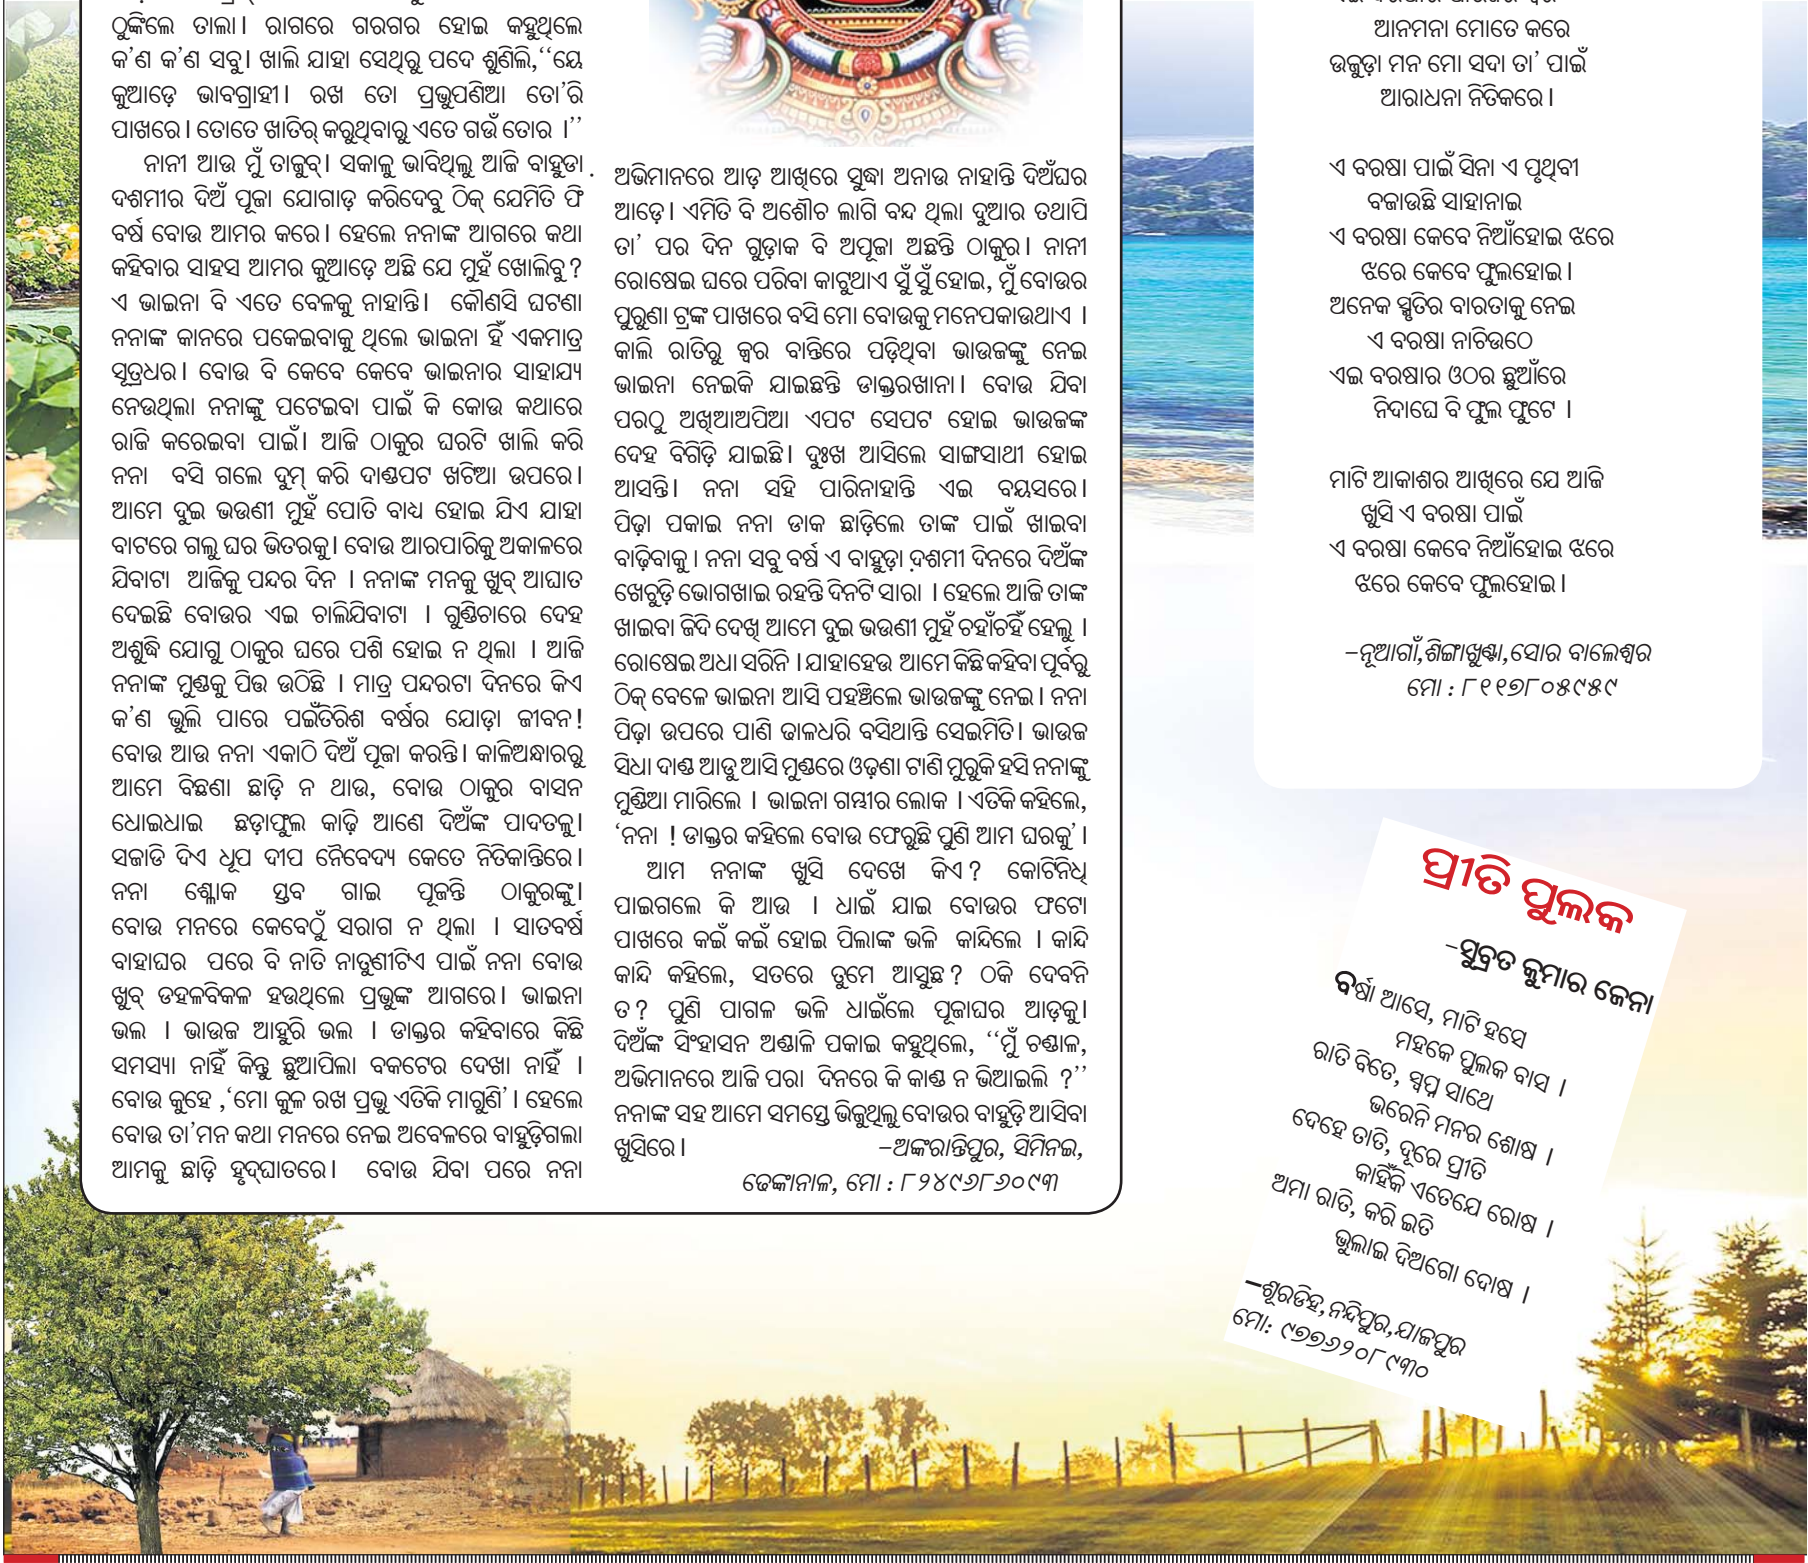 ଠୁଙ୍କିଲେ ତାଲା। ରାଗରେ ଗରଗର ହୋଇ କହୁଥିଲେ
କ'ଣ କ'ଣ ସବୁ। ଖାଲି ଯାହା ସେଥିରୁ ପଦେ ଶୁଣିଲି,‘‘ୟେ
କୁଆଡ଼େ ଭାବଗ୍ରାହୀ। ରଖ ତୋ ପ୍ରଭୁପଣିଆ ତୋ'ରି
ପାଖରେ। ତୋତେ ଖାତିର୍ କରୁଥିବାରୁ ଏତେ ଗଉଁ ତୋର ।’’
ନାନୀ ଆଉ ମୁଁ ତାଜୁବ୍। ସକାଳୁ ଭାବିଥିଲୁ ଆଜି ବାହୁଡା
ଦଶମୀର ଦିଅଁ ପୂଜା ଯୋଗାଡ଼ କରିଦେବୁ ଠିକ୍ ଯେମିତି ଫି
ବର୍ଷ ବୋଉ ଆମର କରେ। ହେଲେ ନନାଙ୍କ ଆଗରେ କଥା
କହିବାର ସାହସ ଆମର କୁଆଡ଼େ ଅଛି ଯେ ମୁହଁ ଖୋଲିବୁ?
ଏ ଭାଇନା ବି ଏତେ ବେଳକୁ ନାହାନ୍ତି। କୌଣସି ଘଟଣା
ନନାଙ୍କ କାନରେ ପକେଇବାକୁ ଥିଲେ ଭାଇନା ହିଁ ଏକମାତ୍ର
ସୂତ୍ରଧର। ବୋଉ ବି କେବେ କେବେ ଭାଇନାର ସାହାଯ୍ୟ
ନେଉଥିଲା ନନାଙ୍କୁ ପଟେଇବା ପାଇଁ କି କୋଉ କଥାରେ
ରାଜି କରେଇବା ପାଇଁ। ଆଜି ଠାକୁର ଘରଟି ଖାଲି କରି
ନନା ବସି ଗଲେ ଦୁମ୍ କରି ଦାଣ୍ଡପଟ ଖଟିଆ ଉପରେ।
ଆମେ ଦୁଇ ଭଉଣୀ ମୁହଁ ପୋତି ବାଧ୍ୟ ହୋଇ ଯିଏ ଯାହା
ବାଟରେ ଗଲୁ ଘର ଭିତରକୁ। ବୋଉ ଆରପାରିକୁ ଅକାଳରେ
ଯିବାଟା ଆଜିକୁ ପନ୍ଦର ଦିନ । ନନାଙ୍କ ମନକୁ ଖୁବ୍ ଆଘାତ
ଦେଇଛି ବୋଉର ଏଇ ଚାଲିଯିବାଟା । ଗୁଣ୍ଡିଚାରେ ଦେହ
ଅଶୁଦ୍ଧି ଯୋଗୁ ଠାକୁର ଘରେ ପଶି ହୋଇ ନ ଥିଲା । ଆଜି
ନନାଙ୍କ ମୁଣ୍ଡକୁ ପିଉ ଉଠିଛି । ମାତ୍ର ପନ୍ଦରଟା ଦିନରେ କିଏ
କ'ଣ ଭୁଲି ପାରେ ପଇଁତିରିଶ ବର୍ଷର ଯୋଡ଼ା ଜୀବନ!
ବୋଉ ଆଉ ନନା ଏକାଠି ଦିଅଁ ପୂଜା କରନ୍ତି। କାଳିଅନ୍ଧାରରୁ
ଆମେ ବିଛଣା ଛାଡ଼ି ନ ଥାଉ, ବୋଉ ଠାକୁର ବାସନ
ଧୋଇଧାଇ ଛଡ଼ାଫୁଲ କାଢ଼ି ଆଣେ ଦିଅଁଙ୍କ ପାଦତଳୁ।
ସଜାଡି ଦିଏ ଧୂପ ଦୀପ ନୈବେଦ୍ୟ କେତେ ନିତିକାନ୍ତିରେ।
ନନା ଶ୍ଳୋକ ସ୍ତବ ଗାଇ ପୂଜନ୍ତି ଠାକୁରଙ୍କୁ।
ବୋଉ ମନରେ କେବେଠୁଁ ସରାଗ ନ ଥିଲା । ସାତବର୍ଷ
ବାହାଘର ପରେ ବି ନାତି ନାତୁଣୀଟିଏ ପାଇଁ ନନା ବୋଉ
ଖୁବ୍ ଡହଳବିକଳ ହଉଥିଲେ ପ୍ରଭୁଙ୍କ ଆଗରେ। ଭାଇନା
ଭଲ । ଭାଉଜ ଆହୁରି ଭଲ । ଡାକ୍ତର କହିବାରେ କିଛି
ସମସ୍ୟା ନାହିଁ କିନ୍ତୁ ଛୁଆପିଲା ବକଟେର ଦେଖା ନାହିଁ ।
ବୋଉ କୁହେ ,‘ମୋ କୁଳ ରଖ ପ୍ରଭୁ ଏତିକି ମାଗୁଣି’। ହେଲେ
ବୋଉ ତା'ମନ କଥା ମନରେ ନେଇ ଅବେଳରେ ବାହୁଡ଼ିଗଲା
ଆମକୁ ଛାଡ଼ି ହୃଦ୍‌ଘାତରେ। ବୋଉ ଯିବା ପରେ ନନା
ଅଭିମାନରେ ଆଡ଼ ଆଖିରେ ସୁଦ୍ଧା ଅନାଉ ନାହାନ୍ତି ଦିଅଁଘର
ଆଡ଼େ। ଏମିତି ବି ଅଶୌଚ ଲାଗି ବନ୍ଦ ଥିଲା ଦୁଆର ତଥାପି
ତା' ପର ଦିନ ଗୁଡ଼ାକ ବି ଅପୂଜା ଅଛନ୍ତି ଠାକୁର। ନାନୀ
ରୋଷେଇ ଘରେ ପରିବା କାଟୁଥାଏ ସୁଁ ସୁଁ ହୋଇ, ମୁଁ ବୋଉର
ପୁରୁଣା ଟ୍ରଙ୍କ ପାଖରେ ବସି ମୋ ବୋଉକୁ ମନେପକାଉଥାଏ ।
କାଲି ରାତିରୁ ଜ୍ୱର ବାନ୍ତିରେ ପଡ଼ିଥିବା ଭାଉଜଙ୍କୁ ନେଇ
ଭାଇନା ନେଇକି ଯାଇଛନ୍ତି ଡାକ୍ତରଖାନା। ବୋଉ ଯିବା
ପରଠୁ ଅଖିଆଅପିଆ ଏପଟ ସେପଟ ହୋଇ ଭାଉଜଙ୍କ
ଦେହ ବିଗିଡ଼ି ଯାଇଛି। ଦୁଃଖ ଆସିଲେ ସାଙ୍ଗସାଥୀ ହୋଇ
ଆସନ୍ତି। ନନା ସହି ପାରିନାହାନ୍ତି ଏଇ ବୟସରେ।
ପିଢ଼ା ପକାଇ ନନା ଡାକ ଛାଡ଼ିଲେ ତାଙ୍କ ପାଇଁ ଖାଇବା
ବାଢ଼ିବାକୁ। ନନା ସବୁ ବର୍ଷ ଏ ବାହୁଡ଼ା ଦଶମୀ ଦିନରେ ଦିଅଁଙ୍କ
ଖେଚୁଡ଼ି ଭୋଗଖାଇ ରହନ୍ତି ଦିନଟି ସାରା । ହେଲେ ଆଜି ତାଙ୍କ
ଖାଇବା ଜିଦି ଦେଖି ଆମେ ଦୁଇ ଭଉଣୀ ମୁହଁ ଚହାଁଚହିଁ ହେଲୁ ।
ରୋଷେଇ ଅଧା ସରିନି । ଯାହାହେଉ ଆମେ କିଛି କହିବା ପୂର୍ବରୁ
ଠିକ୍ ବେଳେ ଭାଇନା ଆସି ପହଞ୍ଚିଲେ ଭାଉଜଙ୍କୁ ନେଇ। ନନା
ପିଢ଼ା ଉପରେ ପାଣି ଢାଳଧରି ବସିଥାନ୍ତି ସେଇମିତି। ଭାଉଜ
ସିଧା ଦାଣ୍ଡ ଆଡୁ ଆସି ମୁଣ୍ଡରେ ଓଢ଼ଣା ଟାଣି ମୁରୁକି ହସି ନନାଙ୍କୁ
ମୁଣ୍ଡିଆ ମାରିଲେ । ଭାଇନା ଗମ୍ଭୀର ଲୋକ । ଏତିକି କହିଲେ,
‘ନନା ! ଡାକ୍ତର କହିଲେ ବୋଉ ଫେରୁଛି ପୁଣି ଆମ ଘରକୁ’।
ଆମ ନନାଙ୍କ ଖୁସି ଦେଖେ କିଏ? କୋଟିନିଧି
ପାଇଗଲେ କି ଆଉ । ଧାଇଁ ଯାଇ ବୋଉର ଫଟୋ
ପାଖରେ କଇଁ କଇଁ ହୋଇ ପିଲାଙ୍କ ଭଳି କାନ୍ଦିଲେ । କାନ୍ଦି
କାନ୍ଦି କହିଲେ, ସତରେ ତୁମେ ଆସୁଛ? ଠକି ଦେବନି
ତ? ପୁଣି ପାଗଳ ଭଳି ଧାଇଁଲେ ପୂଜାଘର ଆଡ଼କୁ।
ଦିଅଁଙ୍କ ସିଂହାସନ ଅଣ୍ଡାଳି ପକାଇ କହୁଥିଲେ, ‘‘ମୁଁ ଚଣ୍ଡାଳ,
ଅଭିମାନରେ ଆଜି ପରା ଦିନରେ କି କାଣ୍ଡ ନ ଭିଆଇଲି ?’’
ନନାଙ୍କ ସହ ଆମେ ସମସ୍ତେ ଭିଜୁଥିଲୁ ବୋଉର ବାହୁଡ଼ି ଆସିବା
ଖୁସିରେ। –ଅଙ୍କରାନ୍ତିପୁର, ସିମିନଇ,
ଢେଙ୍କାନାଳ, ମୋ : ୮୨୪୯୬୮୬୦୯୩
ଆନମନା ମୋତେ କରେ
ଉଜୁଡ଼ା ମନ ମୋ ସଦା ତା' ପାଇଁ
ଆରାଧନା ନିତିକରେ।
ଏ ବରଷା ପାଇଁ ସିନା ଏ ପୃଥିବୀ
ବଜାଉଛି ସାହାନାଇ
ଏ ବରଷା କେବେ ନିଆଁହୋଇ ଝରେ
ଝରେ କେବେ ଫୁଲହୋଇ।
ଅନେକ ସ୍ମୃତିର ବାରତାକୁ ନେଇ
ଏ ବରଷା ନାଚିଉଠେ
ଏଇ ବରଷାର ଓଠର ଛୁଆଁରେ
ନିଦାଘେ ବି ଫୁଲ ଫୁଟେ ।
ମାଟି ଆକାଶର ଆଖିରେ ଯେ ଆଜି
ଖୁସି ଏ ବରଷା ପାଇଁ
ଏ ବରଷା କେବେ ନିଆଁହୋଇ ଝରେ
ଝରେ କେବେ ଫୁଲହୋଇ।
–ନୂଆଗାଁ,ଶିଙ୍ଗାଖୁଣ୍ଟା,ସୋର ବାଲେଶ୍ୱର
ମୋ : ୮୧୧୭୮୦୫୯୫୯
ପ୍ରୀତି ପୁଲକ
–ସୁବ୍ରତ କୁମାର ଜେନା
ବର୍ଷା ଆସେ, ମାଟି ହସେ
ମହକେ ପୁଲକ ବାସ ।
ରାତି ବିତେ, ସ୍ୱପ୍ନ ସାଥେ
ଭରେନି ମନର ଶୋଷ ।
ଦେହେ ତାତି, ଦୂରେ ପ୍ରୀତି
କାହିଁକି ଏତେଯେ ରୋଷ ।
ଅମା ରାତି, କରି ଇତି
ଭୁଲାଇ ଦିଅଗୋ ଦୋଷ ।
–ଶୂରଡିହ,ନନ୍ଦିପୁର,ଯାଜପୁର
ମୋ: ୯୭୭୬୨୦୮୯୩୦